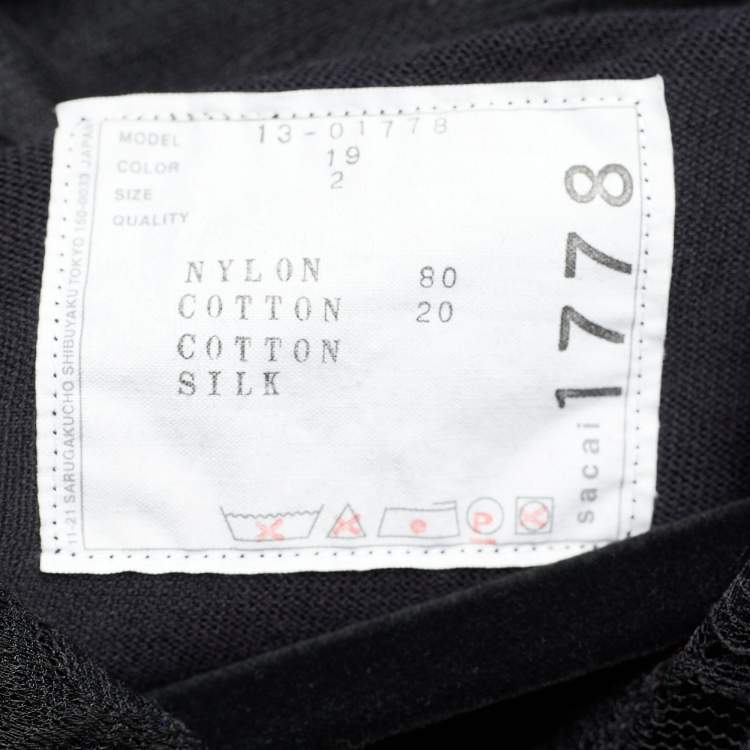 MODEL 13-01778
COLOR 19
SIZE 2
QUALITY
NYLON 80
COTTON 20
COTTON
SILK
P
sacai 1778
11-21 SARUGAKUCHO SHIBUYAKU TOKYO 150-0033 JAPAN